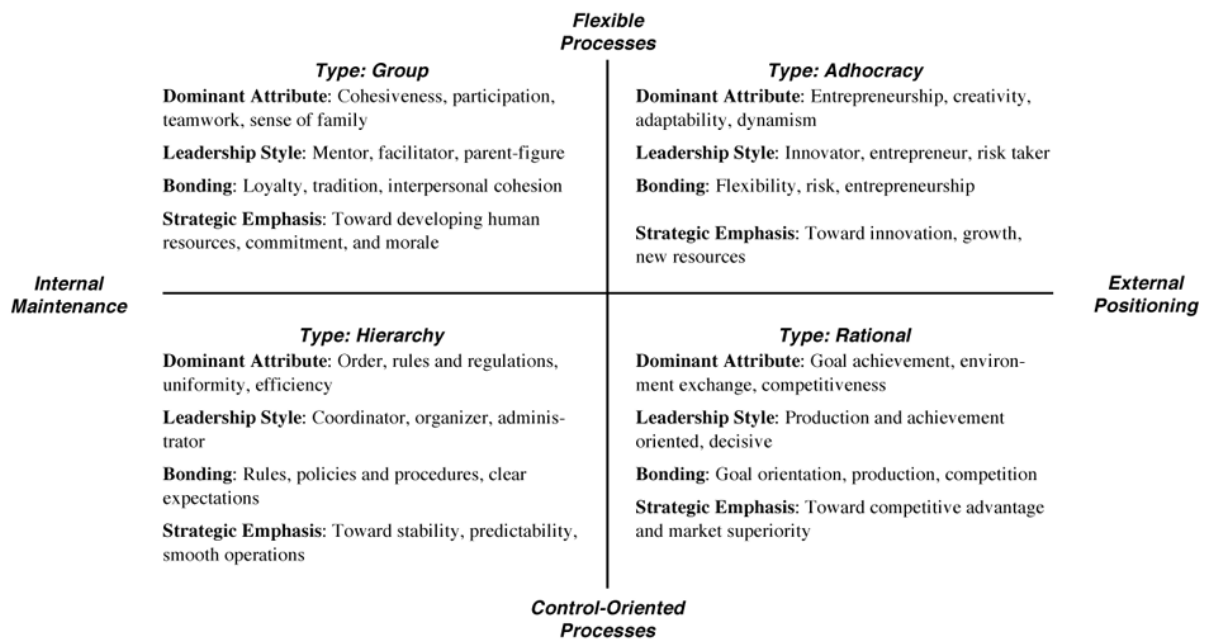 Flexible
Processes
Type: Group
Dominant Attribute: Cohesiveness, participation,
teamwork, sense of family
Leadership Style: Mentor, facilitator, parent-figure
Bonding: Loyalty, tradition, interpersonal cohesion
Strategic Emphasis: Toward developing human
resources, commitment, and morale
Type: Adhocracy
Dominant Attribute: Entrepreneurship, creativity,
adaptability, dynamism
Leadership Style: Innovator, entrepreneur, risk taker
Bonding: Flexibility, risk, entrepreneurship
Strategic Emphasis: Toward innovation, growth,
new resources
Internal
Maintenance
External
Positioning
Type: Hierarchy
Dominant Attribute: Order, rules and regulations,
uniformity, efficiency
Leadership Style: Coordinator, organizer, adminis-
trator
Bonding: Rules, policies and procedures, clear
expectations
Strategic Emphasis: Toward stability, predictability,
smooth operations
Type: Rational
Dominant Attribute: Goal achievement, environ-
ment exchange, competitiveness
Leadership Style: Production and achievement
oriented, decisive
Bonding: Goal orientation, production, competition
Strategic Emphasis: Toward competitive advantage
and market superiority
Control-Oriented
Processes